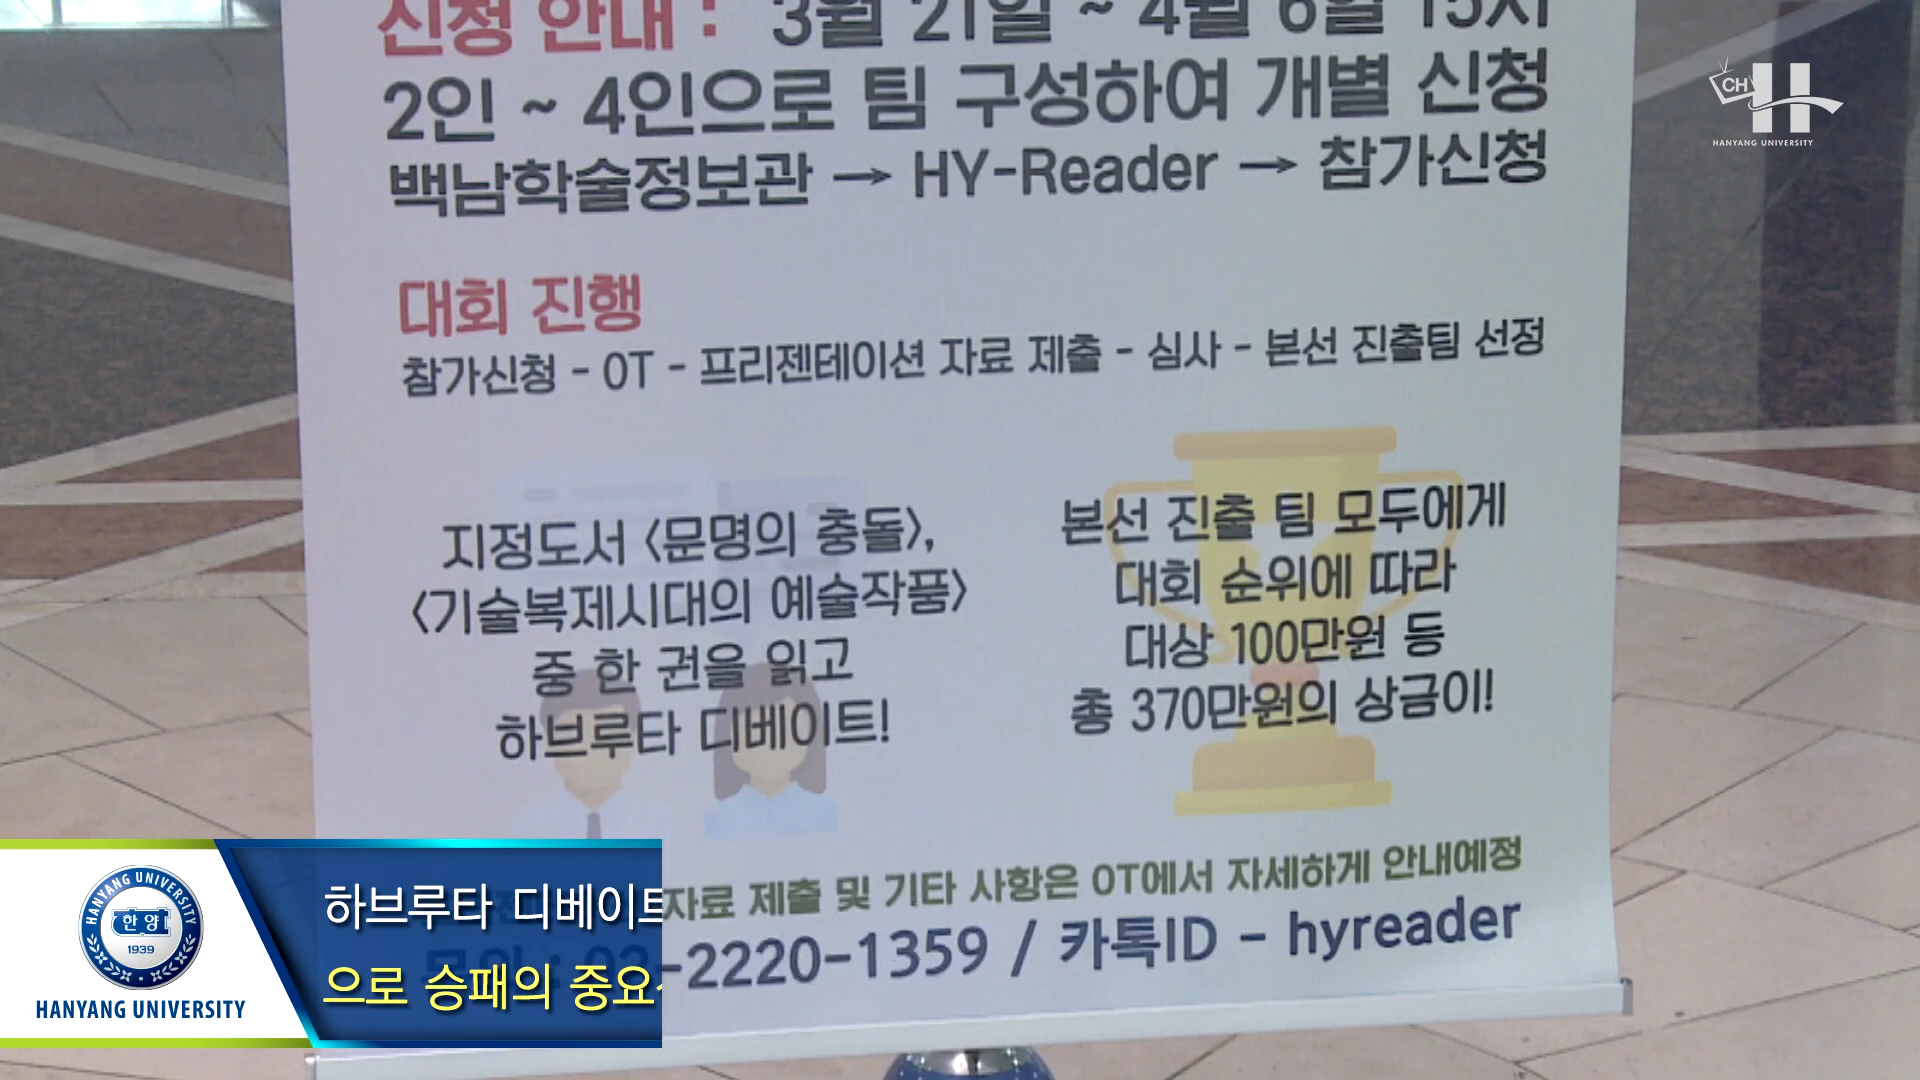 신청 안내 : 3월 21일 ~ 4월 6일 15시
2인 ~ 4인으로 팀 구성하여 개별 신청
백남학술정보관 → HY-Reader → 참가신청
대회 진행
참가신청 - OT - 프리젠테이션 자료 제출 - 심사 - 본선 진출팀 선정
지정도서 <문명의 충돌>,
<기술복제시대의 예술작품>
중 한 권을 읽고
하브루타 디베이트!
본선 진출 팀 모두에게
대회 순위에 따라
대상 100만원 등
총 370만원의 상금이!
자료 제출 및 기타 사항은 OT에서 자세하게 안내예정
문의 : 02-2220-1359 / 카톡ID - hyreader
CH H
HANYANG UNIVERSITY
HANYANG UNIVERSITY
한양
1939
HANYANG UNIVERSITY
하브루타 디베이트
으로 승패의 중요